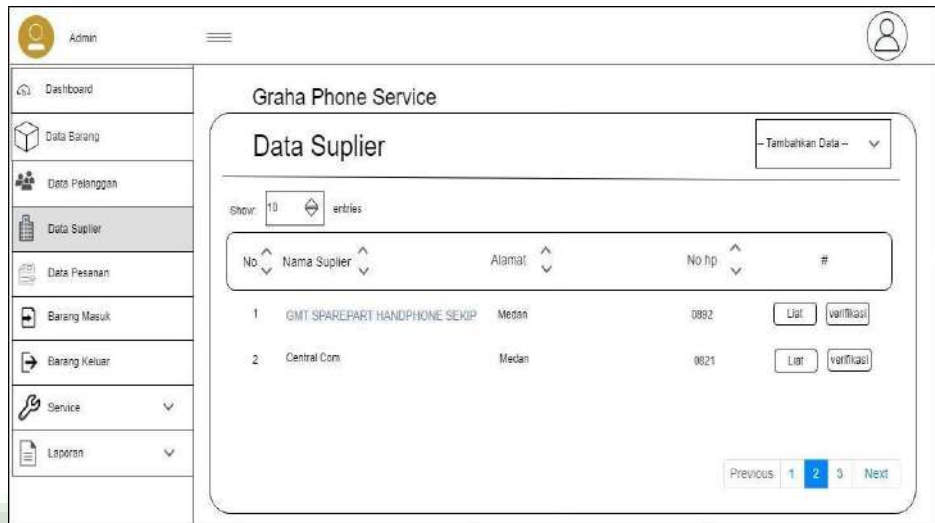 Admin
Dashboard
Data Barang
Data Pelanggan
Data Suplier
Data Pesanan
Barang Masuk
Barang Keluar
Service
Laporan
Graha Phone Service
Data Suplier
-- Tambahkan Data --
Show: 10 entries
No Nama Suplier Alamat No hp #
1 GMT SPAREPART HANDPHONE SEKIP Medan 0892 Liat verifikasi
2 Central Com Medan 0821 Liat verifikasi
Previous 1 2 3 Next